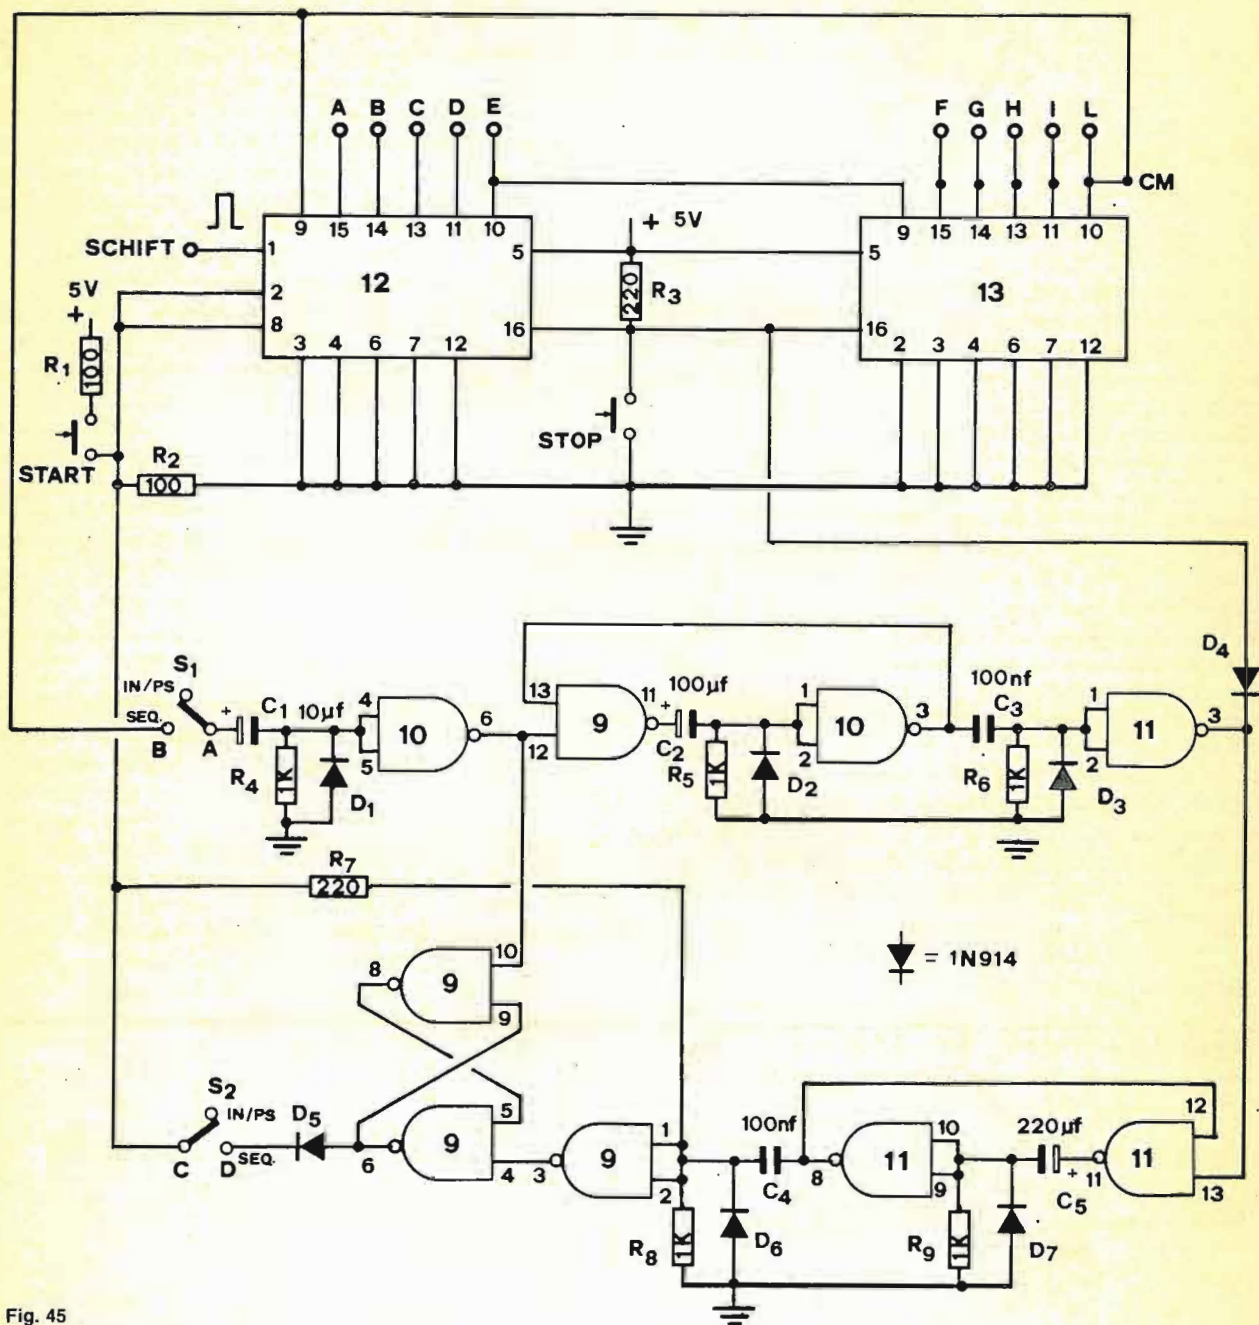 A B C D E
F G H I L
CM
SCHIFT
9 15 14 13 11 10
1
12
5
+ 5V
9 15 14 13 11 10
5
13
5V
+
2
8
16
220
R3
16
R1
100
3 4 6 7 12
2 3 4 6 7 12
START
STOP
R2
100
D4
S1
IN/PS
SEQ.
B A
+ C1 10µf
4
5
10
6
13
12
9
11
100µf
+
C2
1
2
10
3
100nf
C3
1
2
11
3
R4
1K
D1
R5
1K
D2
R6
1K
D3
R7
220
8
9
10
9
= 1N914
S2
IN/PS
C D
SEQ.
D5
6
9
5
4
3
9
1
2
100nf
C4
8
11
10
9
220µf
+
C5
11
11
12
13
R8
1K
D6
R9
1K
D7
Fig. 45